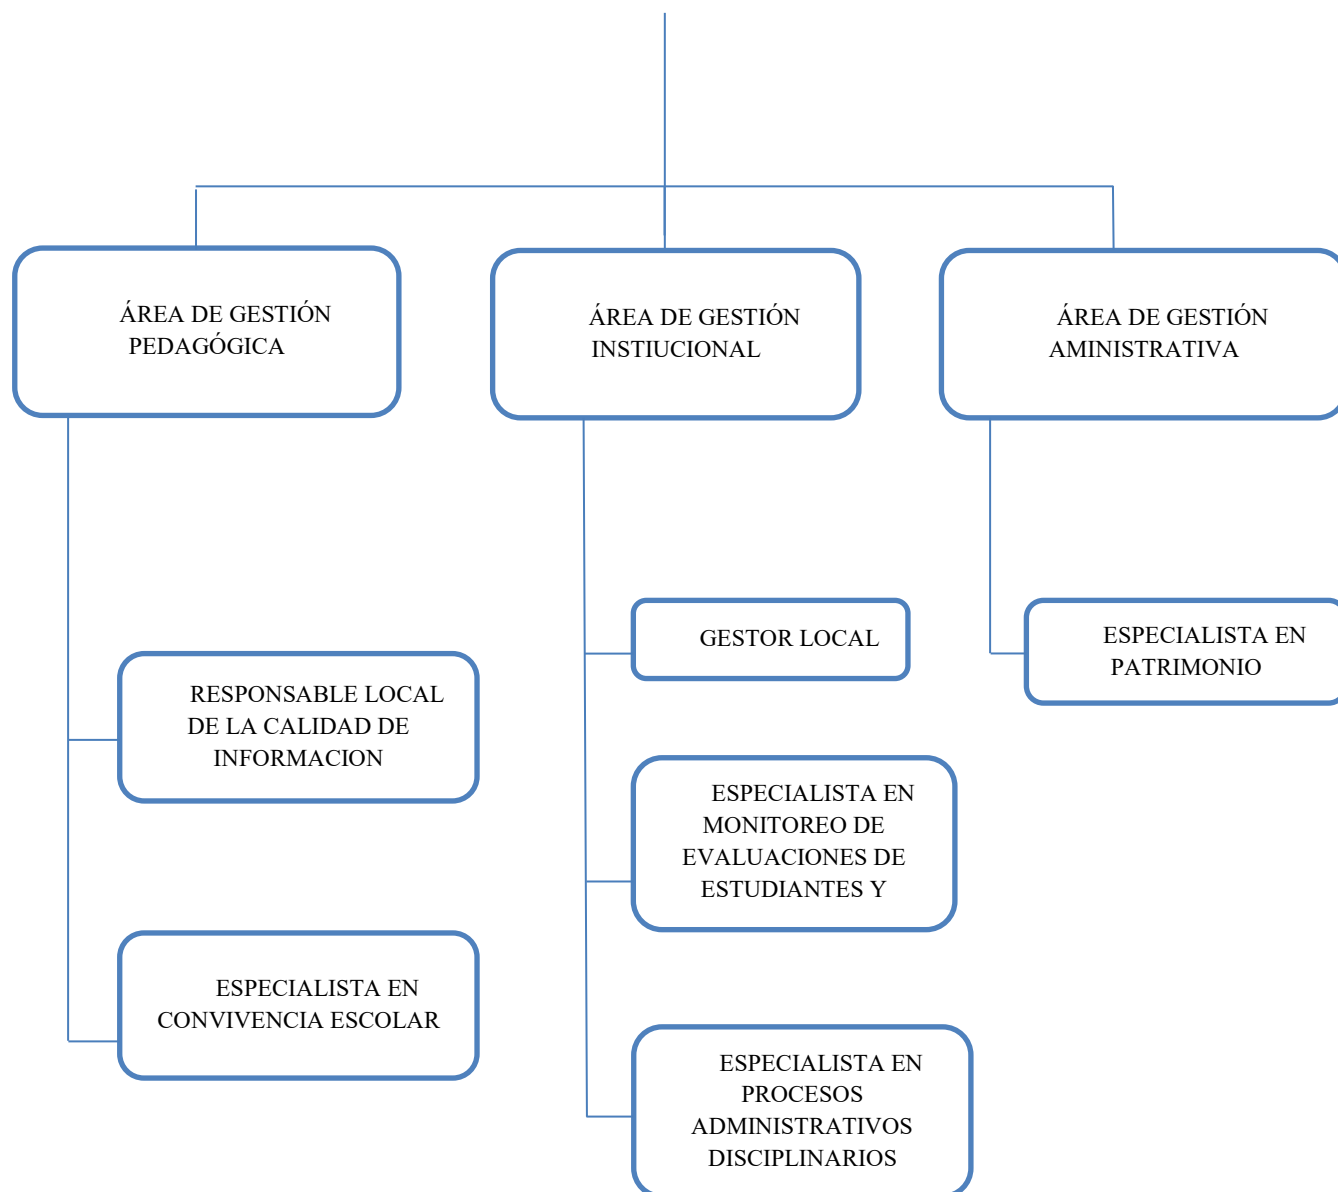 ÁREA DE GESTIÓN
PEDAGÓGICA
ÁREA DE GESTIÓN
INSTIUCIONAL
ÁREA DE GESTIÓN
AMINISTRATIVA
RESPONSABLE LOCAL
DE LA CALIDAD DE
INFORMACION
ESPECIALISTA EN
CONVIVENCIA ESCOLAR
GESTOR LOCAL
ESPECIALISTA EN
MONITOREO DE
EVALUACIONES DE
ESTUDIANTES Y
ESPECIALISTA EN
PROCESOS
ADMINISTRATIVOS
DISCIPLINARIOS
ESPECIALISTA EN
PATRIMONIO